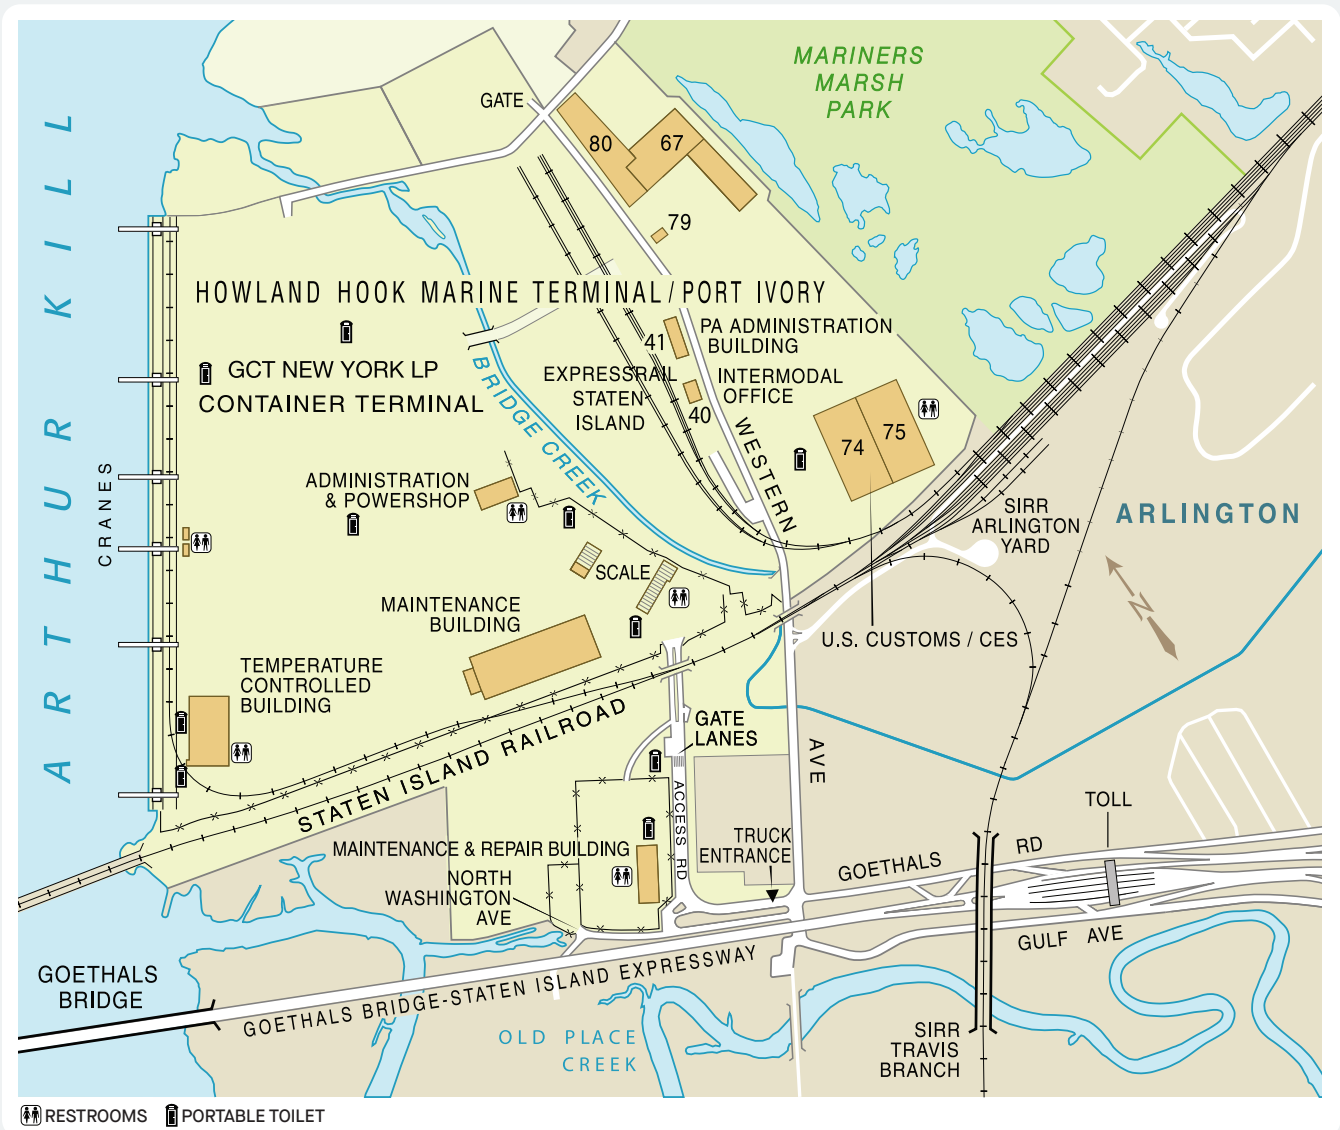 MARINERS
MARSH
PARK
GATE
80
67
79
ARTHUR KILL
HOWLAND HOOK MARINE TERMINAL / PORT IVORY
41
PA ADMINISTRATION
BUILDING
GCT NEW YORK LP
CONTAINER TERMINAL
BRIDGE CREEK
EXPRESSRAIL
STATEN
ISLAND
INTERMODAL
OFFICE
40
WESTERN
74
75
CRANES
ADMINISTRATION
& POWERSHOP
SIRR
ARLINGTON
YARD
ARLINGTON
SCALE
N
MAINTENANCE
BUILDING
U.S. CUSTOMS / CES
TEMPERATURE
CONTROLLED
BUILDING
STATEN ISLAND RAILROAD
GATE
LANES
AVE
ACCESS RD
TOLL
MAINTENANCE & REPAIR BUILDING
TRUCK
ENTRANCE
GOETHALS
RD
NORTH
WASHINGTON
AVE
GULF AVE
GOETHALS
BRIDGE
GOETHALS BRIDGE-STATEN ISLAND EXPRESSWAY
OLD PLACE
CREEK
SIRR
TRAVIS
BRANCH
RESTROOMS
PORTABLE TOILET